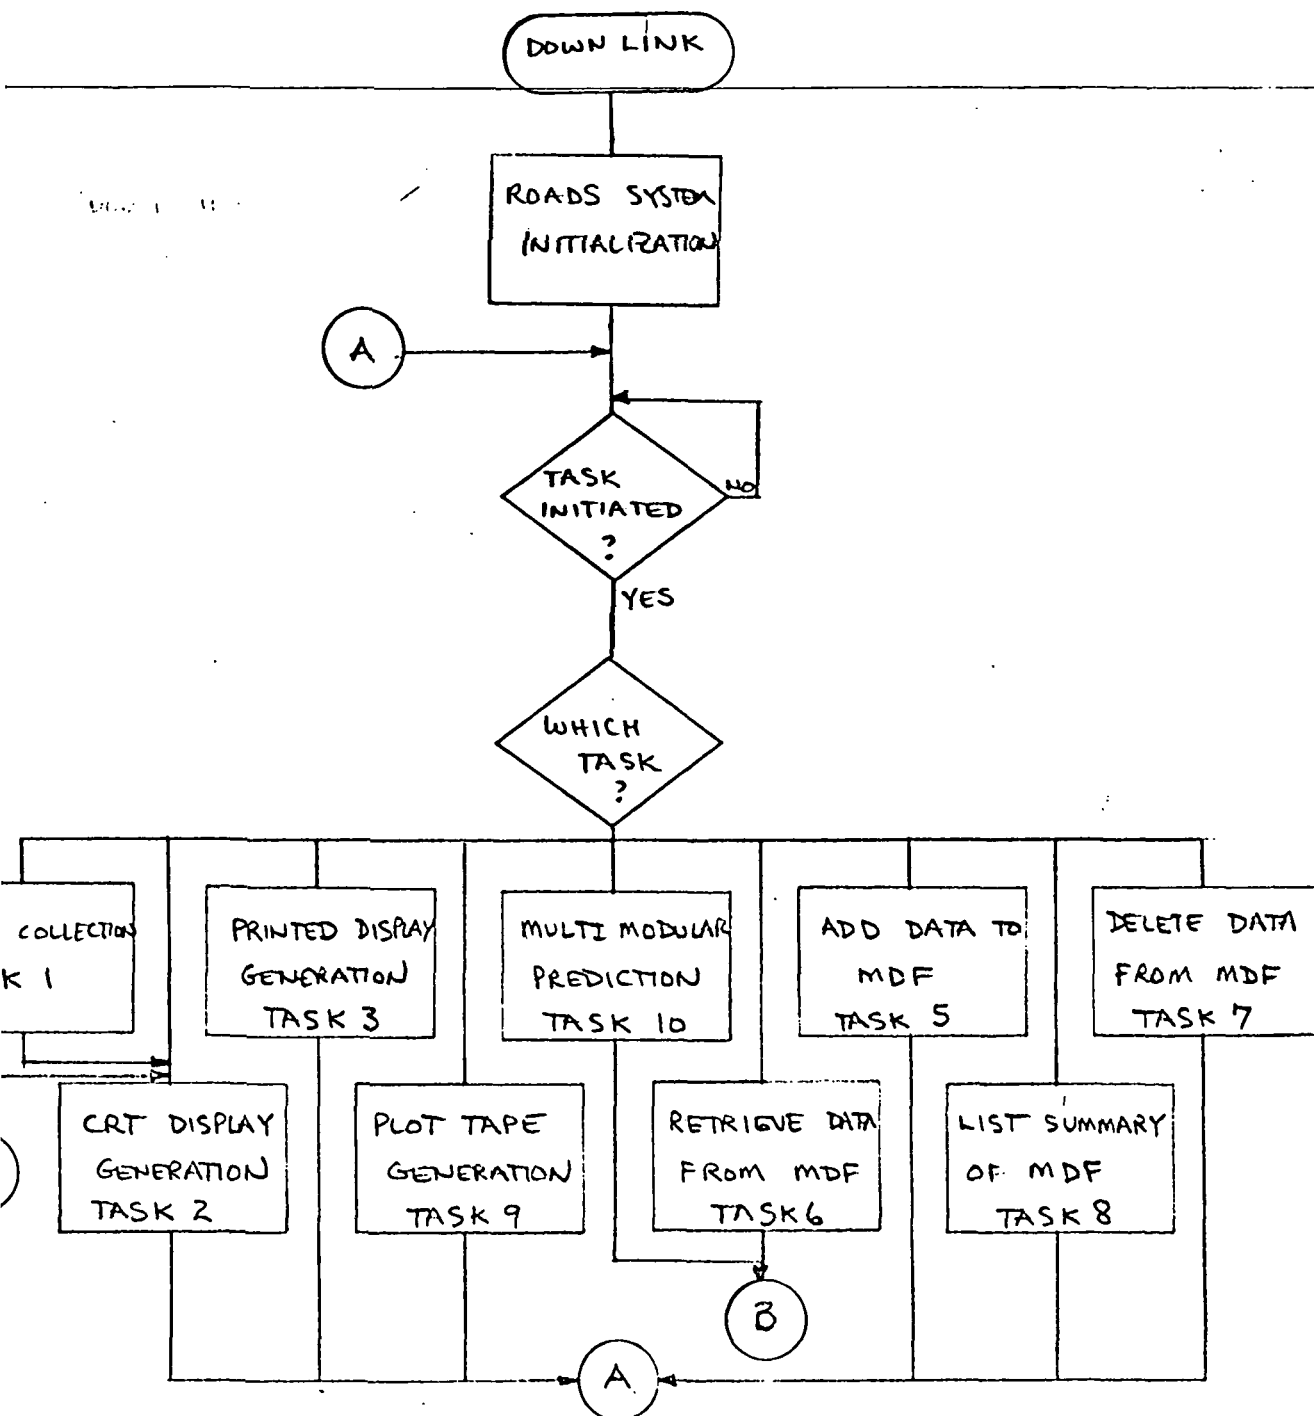 DOWN LINK
ROADS SYSTEM
INITIALIZATION
A
TASK
INITIATED
?
NO
YES
WHICH
TASK
?
COLLECTION
K 1
PRINTED DISPLAY
GENERATION
TASK 3
MULTI MODULAR
PREDICTION
TASK 10
ADD DATA TO
MDF
TASK 5
DELETE DATA
FROM MDF
TASK 7
CRT DISPLAY
GENERATION
TASK 2
PLOT TAPE
GENERATION
TASK 9
RETRIEVE DATA
FROM MDF
TASK 6
LIST SUMMARY
OF MDF
TASK 8
B
A